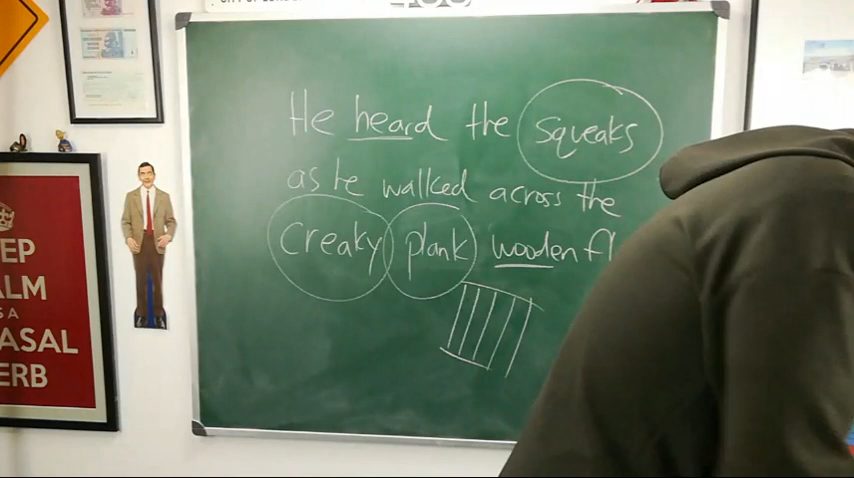 He heard the squeaks
as he walked across the
creaky plank wooden fl
EEP
ALM
S A
ASAL
ERB